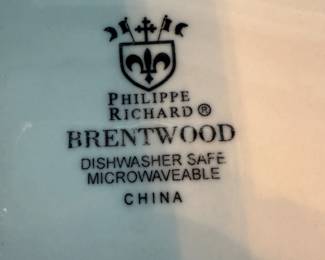 PHILIPPE
RICHARD®
BRENTWOOD
DISHWASHER SAFE
MICROWAVEABLE
CHINA